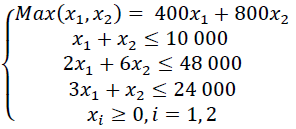 Max(x₁, x₂) = 400x₁ + 800x₂
x₁ + x₂ ≤ 10 000
2x₁ + 6x₂ ≤ 48 000
3x₁ + x₂ ≤ 24 000
xᵢ ≥ 0, i = 1,2